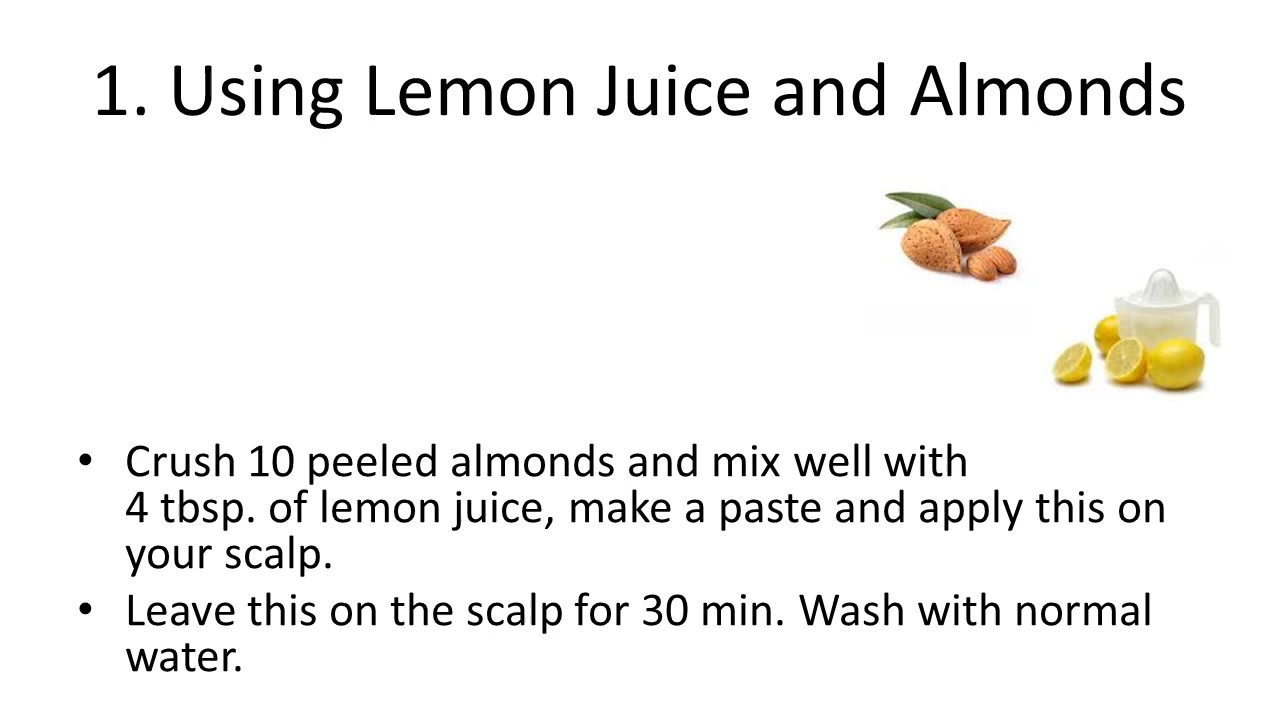 1. Using Lemon Juice and Almonds
• Crush 10 peeled almonds and mix well with
4 tbsp. of lemon juice, make a paste and apply this on
your scalp.
• Leave this on the scalp for 30 min. Wash with normal
water.